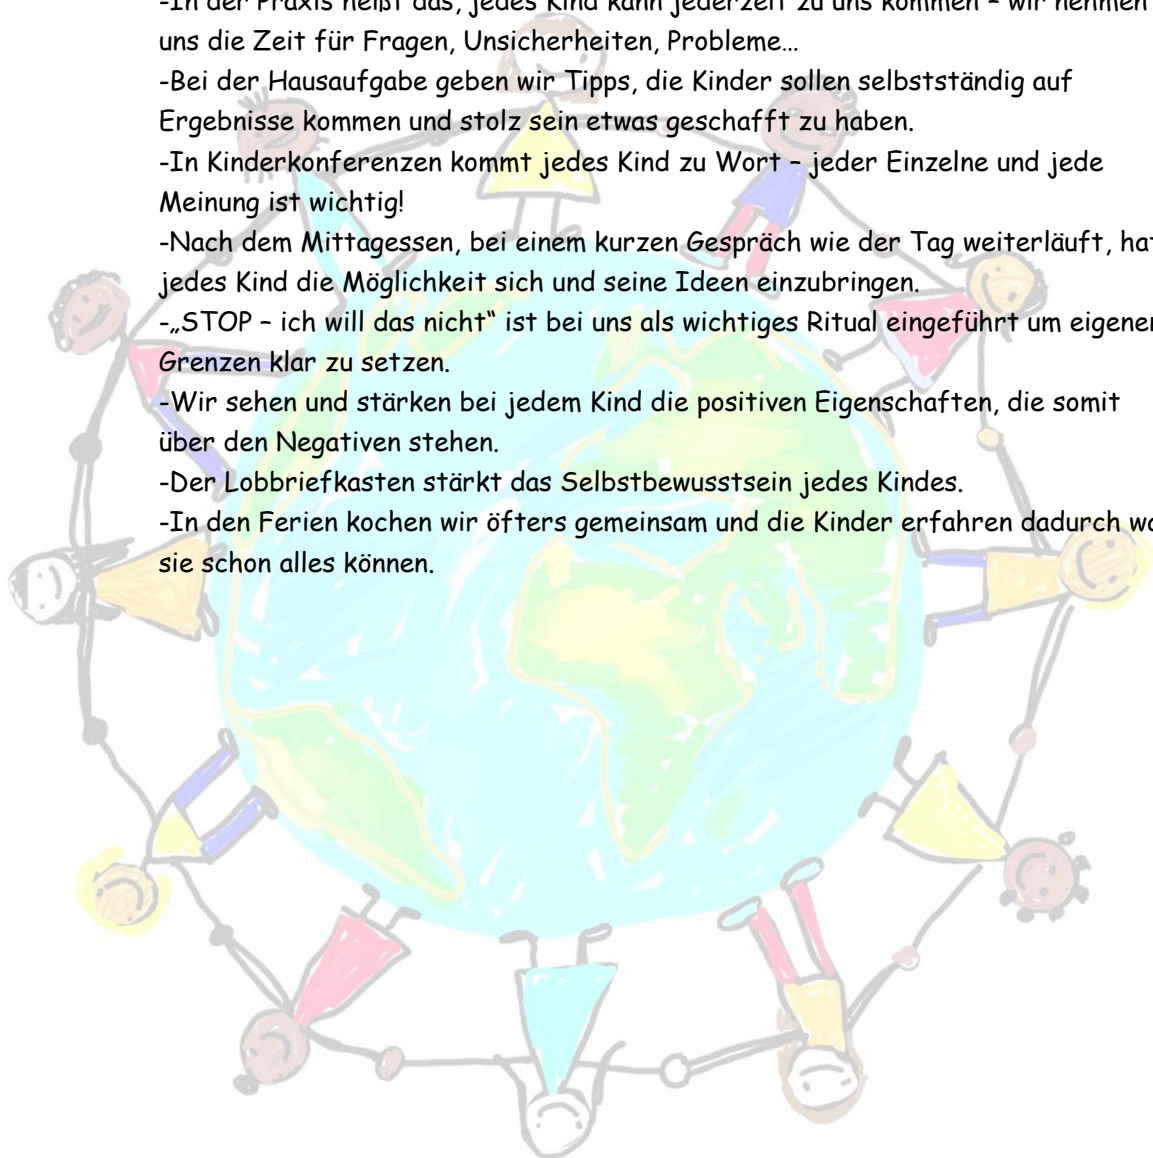 -In der Praxis heißt das, jedes Kind kann jederzeit zu uns kommen – wir nehmen
uns die Zeit für Fragen, Unsicherheiten, Probleme…
-Bei der Hausaufgabe geben wir Tipps, die Kinder sollen selbstständig auf
Ergebnisse kommen und stolz sein etwas geschafft zu haben.
-In Kinderkonferenzen kommt jedes Kind zu Wort – jeder Einzelne und jede
Meinung ist wichtig!
-Nach dem Mittagessen, bei einem kurzen Gespräch wie der Tag weiterläuft, hat
jedes Kind die Möglichkeit sich und seine Ideen einzubringen.
-„STOP – ich will das nicht“ ist bei uns als wichtiges Ritual eingeführt um eigene
Grenzen klar zu setzen.
-Wir sehen und stärken bei jedem Kind die positiven Eigenschaften, die somit
über den Negativen stehen.
-Der Lobbriefkasten stärkt das Selbstbewusstsein jedes Kindes.
-In den Ferien kochen wir öfters gemeinsam und die Kinder erfahren dadurch
sie schon alles können.